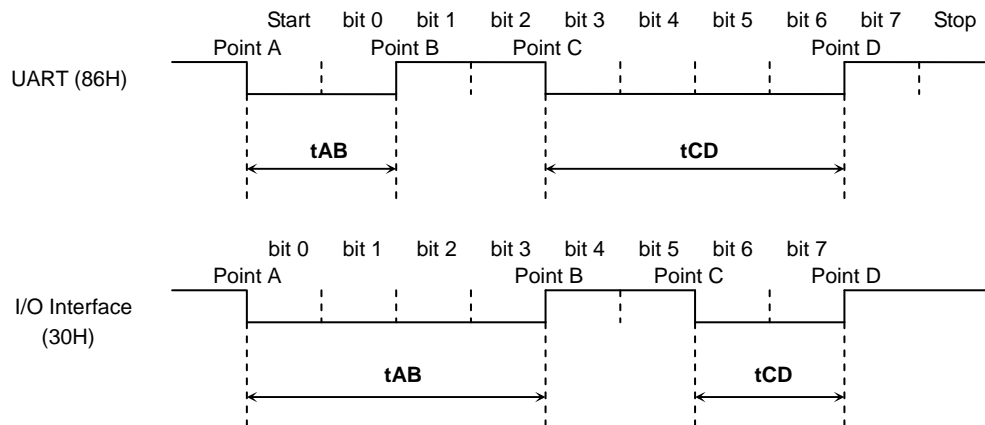 Start bit 0 bit 1 bit 2 bit 3 bit 4 bit 5 bit 6 bit 7 Stop
Point A Point B Point C Point D
UART (86H)
tAB tCD
bit 0 bit 1 bit 2 bit 3 bit 4 bit 5 bit 6 bit 7
Point A Point B Point C Point D
I/O Interface
(30H)
tAB tCD